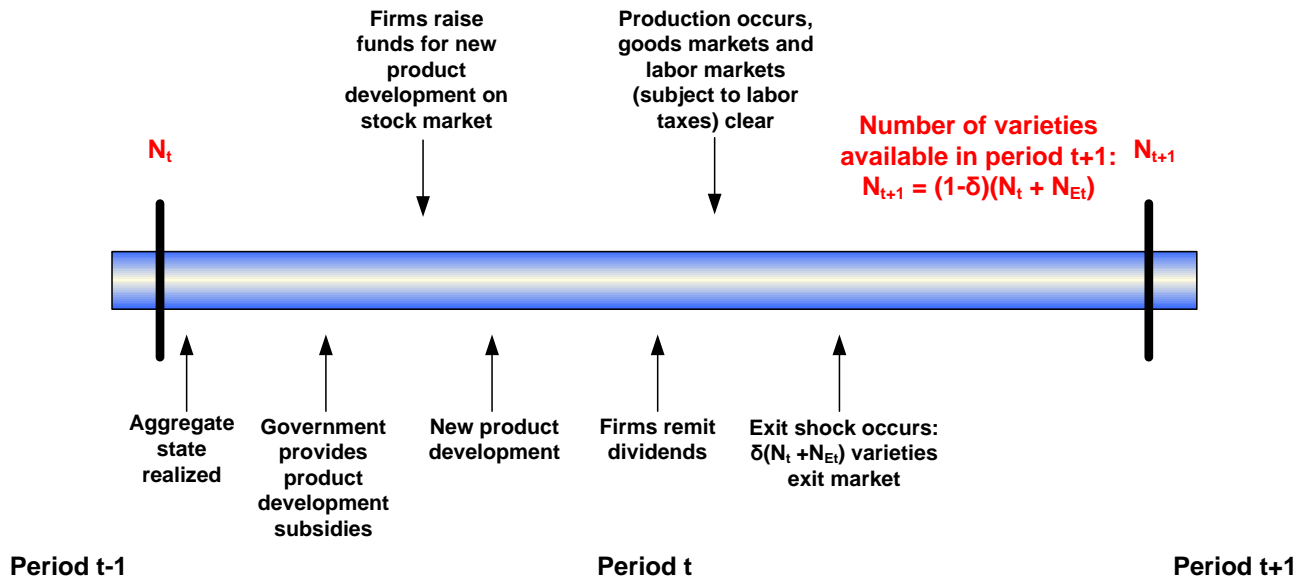 Firms raise
funds for new
product
development on
stock market
Production occurs,
goods markets and
labor markets
(subject to labor
taxes) clear
Number of varieties
available in period t+1:
Nt+1 = (1-δ)(Nt + NEt)
Nt
Nt+1
Aggregate
state
realized
Government
provides
product
development
subsidies
New product
development
Firms remit
dividends
Exit shock occurs:
δ(Nt +NEt) varieties
exit market
Period t-1
Period t
Period t+1